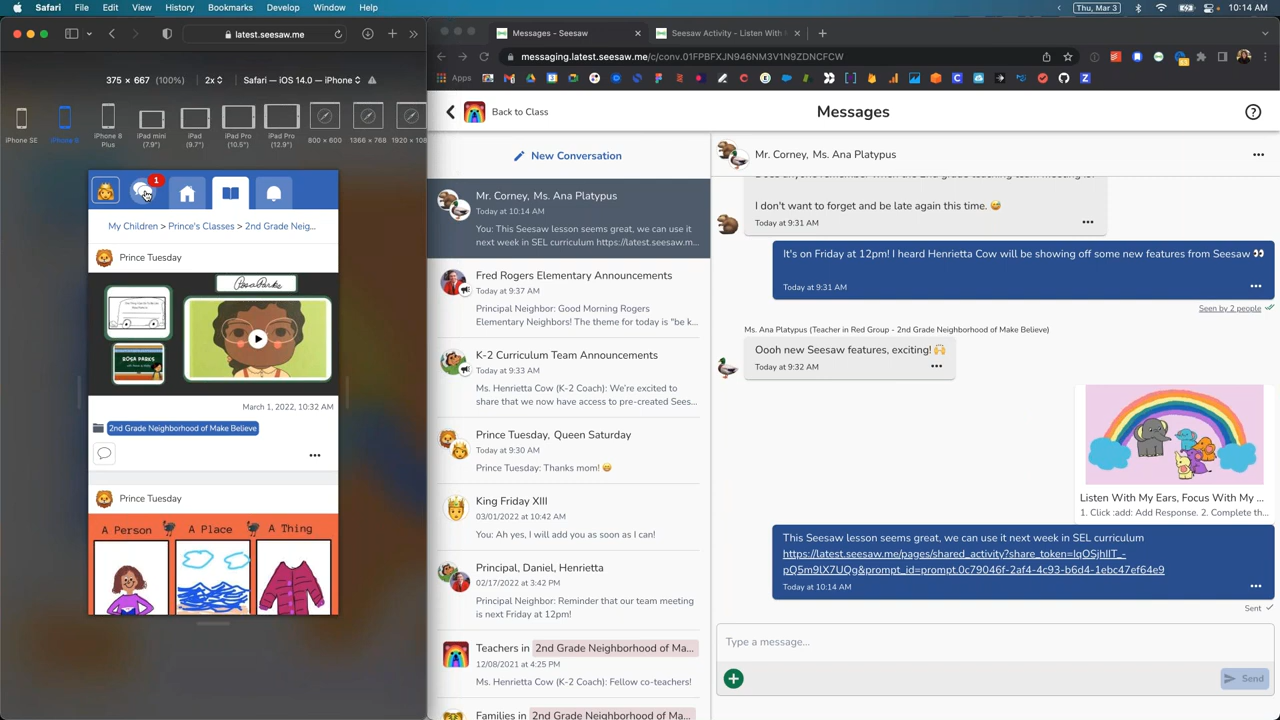 Safari File Edit View History Bookmarks Develop Window Help
Thu, Mar 3
10:14 AM
latest.seesaw.me
375 × 667 (100%) 2x Safari — iOS 14.0 — iPhone
iPhone SE
iPhone 8
iPhone 8
Plus
iPad mini
(7.9")
iPad
(9.7")
iPad Pro
(10.5")
iPad Pro
(12.9")
800 × 600
1366 × 768
1920 × 10
1
My Children > Prince's Classes > 2nd Grade Neig...
Prince Tuesday
Rosa Parks
ROSA PARKS
March 1, 2022, 10:32 AM
2nd Grade Neighborhood of Make Believe
Prince Tuesday
A Person A Place A Thing
Messages - Seesaw
Seesaw Activity - Listen With M
messaging.latest.seesaw.me/c/conv.01FPBFXJN946NM3V1N9ZDNCFCW
Apps
Back to Class
Messages
New Conversation
Mr. Corney, Ms. Ana Platypus
Today at 10:14 AM
You: This Seesaw lesson seems great, we can use it
next week in SEL curriculum https://latest.seesaw.m...
Fred Rogers Elementary Announcements
Today at 9:37 AM
Principal Neighbor: Good Morning Rogers
Elementary Neighbors! The theme for today is "be k...
K-2 Curriculum Team Announcements
Today at 9:33 AM
Ms. Henrietta Cow (K-2 Coach): We're excited to
share that we now have access to pre-created Sees...
Prince Tuesday, Queen Saturday
Today at 9:30 AM
Prince Tuesday: Thanks mom! 😄
King Friday XIII
03/01/2022 at 10:42 AM
You: Ah yes, I will add you as soon as I can!
Principal, Daniel, Henrietta
02/17/2022 at 3:42 PM
Principal Neighbor: Reminder that our team meeting
is next Friday at 12pm!
Teachers in 2nd Grade Neighborhood of Ma...
12/08/2021 at 4:25 PM
Ms. Henrietta Cow (K-2 Coach): Fellow co-teachers!
Families in 2nd Grade Neighborhood of Ma...
Mr. Corney, Ms. Ana Platypus
Does anyone remember when the 2nd grade teaching team meeting is?
I don't want to forget and be late again this time. 😅
Today at 9:31 AM
It's on Friday at 12pm! I heard Henrietta Cow will be showing off some new features from Seesaw 👀
Today at 9:31 AM
Seen by 2 people
Ms. Ana Platypus (Teacher in Red Group - 2nd Grade Neighborhood of Make Believe)
Oooh new Seesaw features, exciting! 🙌
Today at 9:32 AM
Listen With My Ears, Focus With My ...
1. Click :add: Add Response. 2. Complete th...
This Seesaw lesson seems great, we can use it next week in SEL curriculum
https://latest.seesaw.me/pages/shared_activity?share_token=IqOSjhIIT_-
pQ5m9lX7UQg&prompt_id=prompt.0c79046f-2af4-4c93-b6d4-1ebc47ef64e9
Today at 10:14 AM
Sent
Type a message...
Send